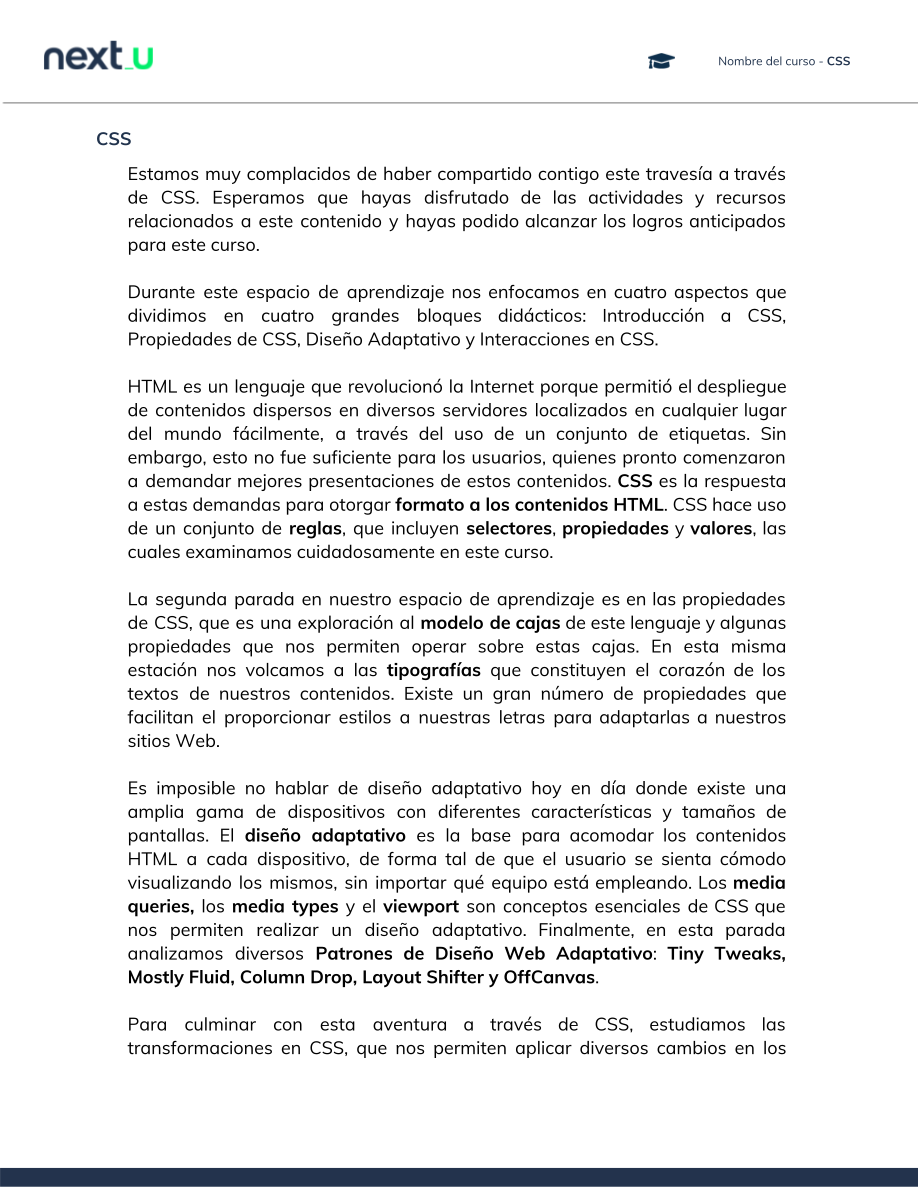 next_u
Nombre del curso - CSS
CSS
Estamos muy complacidos de haber compartido contigo este travesía a través
de CSS. Esperamos que hayas disfrutado de las actividades y recursos
relacionados a este contenido y hayas podido alcanzar los logros anticipados
para este curso.
Durante este espacio de aprendizaje nos enfocamos en cuatro aspectos que
dividimos en cuatro grandes bloques didácticos: Introducción a CSS,
Propiedades de CSS, Diseño Adaptativo y Interacciones en CSS.
HTML es un lenguaje que revolucionó la Internet porque permitió el despliegue
de contenidos dispersos en diversos servidores localizados en cualquier lugar
del mundo fácilmente, a través del uso de un conjunto de etiquetas. Sin
embargo, esto no fue suficiente para los usuarios, quienes pronto comenzaron
a demandar mejores presentaciones de estos contenidos. CSS es la respuesta
a estas demandas para otorgar formato a los contenidos HTML. CSS hace uso
de un conjunto de reglas, que incluyen selectores, propiedades y valores, las
cuales examinamos cuidadosamente en este curso.
La segunda parada en nuestro espacio de aprendizaje es en las propiedades
de CSS, que es una exploración al modelo de cajas de este lenguaje y algunas
propiedades que nos permiten operar sobre estas cajas. En esta misma
estación nos volcamos a las tipografías que constituyen el corazón de los
textos de nuestros contenidos. Existe un gran número de propiedades que
facilitan el proporcionar estilos a nuestras letras para adaptarlas a nuestros
sitios Web.
Es imposible no hablar de diseño adaptativo hoy en día donde existe una
amplia gama de dispositivos con diferentes características y tamaños de
pantallas. El diseño adaptativo es la base para acomodar los contenidos
HTML a cada dispositivo, de forma tal de que el usuario se sienta cómodo
visualizando los mismos, sin importar qué equipo está empleando. Los media
queries, los media types y el viewport son conceptos esenciales de CSS que
nos permiten realizar un diseño adaptativo. Finalmente, en esta parada
analizamos diversos Patrones de Diseño Web Adaptativo: Tiny Tweaks,
Mostly Fluid, Column Drop, Layout Shifter y OffCanvas.
Para culminar con esta aventura a través de CSS, estudiamos las
transformaciones en CSS, que nos permiten aplicar diversos cambios en los